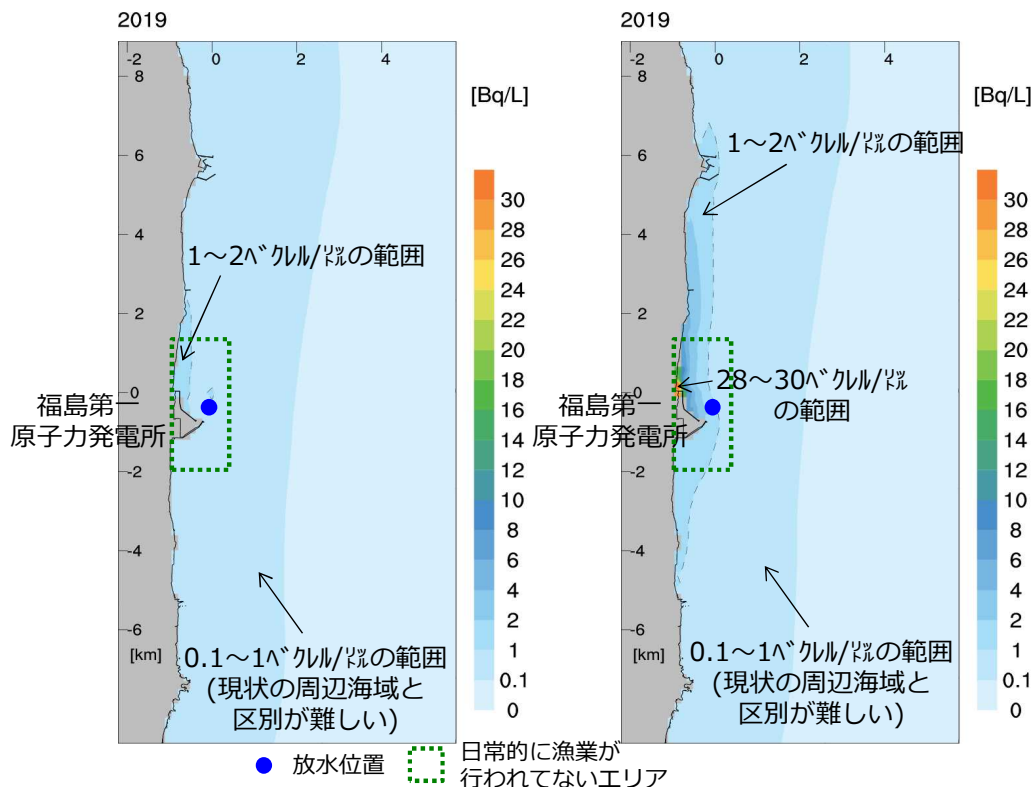 2019
-2 0 2 4
8
6
4
2
0
-2
-4
-6
[km]
[Bq/L]
30
28
26
24
22
20
18
16
14
12
10
8
6
4
2
1
0.1
0
1~2ﾍﾞｸﾚﾙ/㍑の範囲
福島第一
原子力発電所
0.1~1ﾍﾞｸﾚﾙ/㍑の範囲
(現状の周辺海域と
区別が難しい)
2019
-2 0 2 4
8
6
4
2
0
-2
-4
-6
[km]
[Bq/L]
30
28
26
24
22
20
18
16
14
12
10
8
6
4
2
1
0.1
0
1~2ﾍﾞｸﾚﾙ/㍑の範囲
28~30ﾍﾞｸﾚﾙ/㍑
の範囲
福島第一
原子力発電所
0.1~1ﾍﾞｸﾚﾙ/㍑の範囲
(現状の周辺海域と
区別が難しい)
放水位置
日常的に漁業が
行われてないエリア